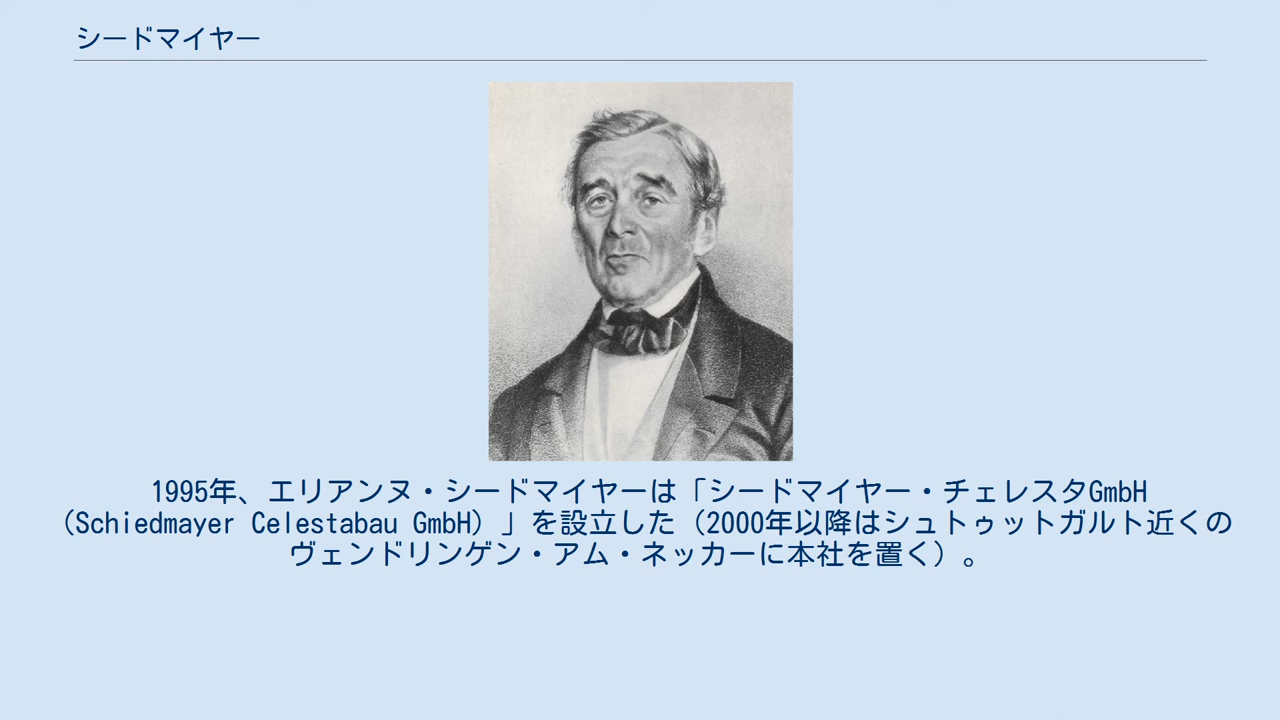 シードマイヤー
1995年、エリアンヌ・シードマイヤーは「シードマイヤー・チェレスタGmbH
（Schiedmayer Celestabau GmbH）」を設立した（2000年以降はシュトゥットガルト近くの
ヴェンドリンゲン・アム・ネッカーに本社を置く）。